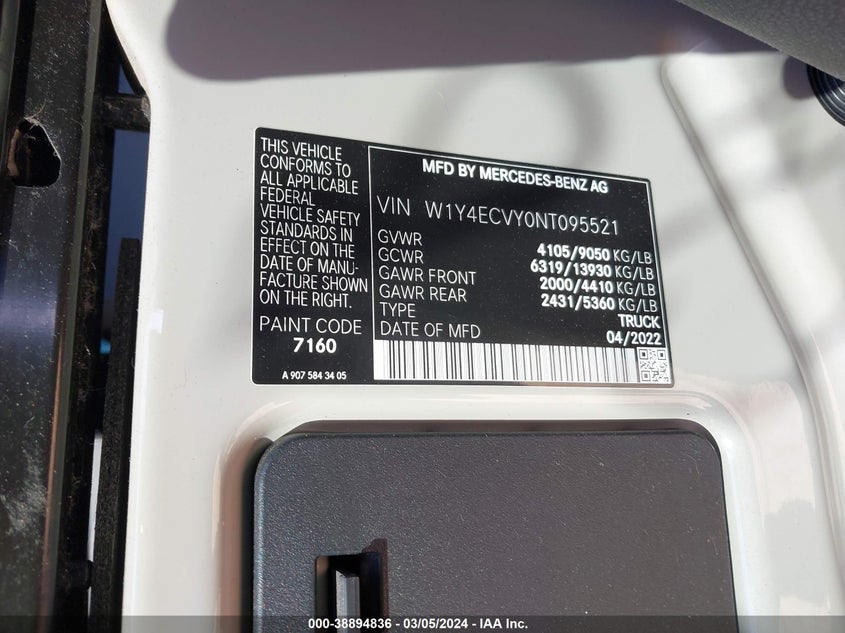 THIS VEHICLE
CONFORMS TO
ALL APPLICABLE
FEDERAL
VEHICLE SAFETY
STANDARDS IN
EFFECT ON THE
DATE OF MANU-
FACTURE SHOWN
ON THE RIGHT.
PAINT CODE
7160
A 907 584 34 05
MFD BY MERCEDES-BENZ AG
VIN W1Y4ECVY0NT095521
GVWR 4105/9050 KG/LB
GCWR 6319/13930 KG/LB
GAWR FRONT 2000/4410 KG/LB
GAWR REAR 2431/5360 KG/LB
TYPE TRUCK
DATE OF MFD 04/2022
000-38894836 - 03/05/2024 - IAA Inc.